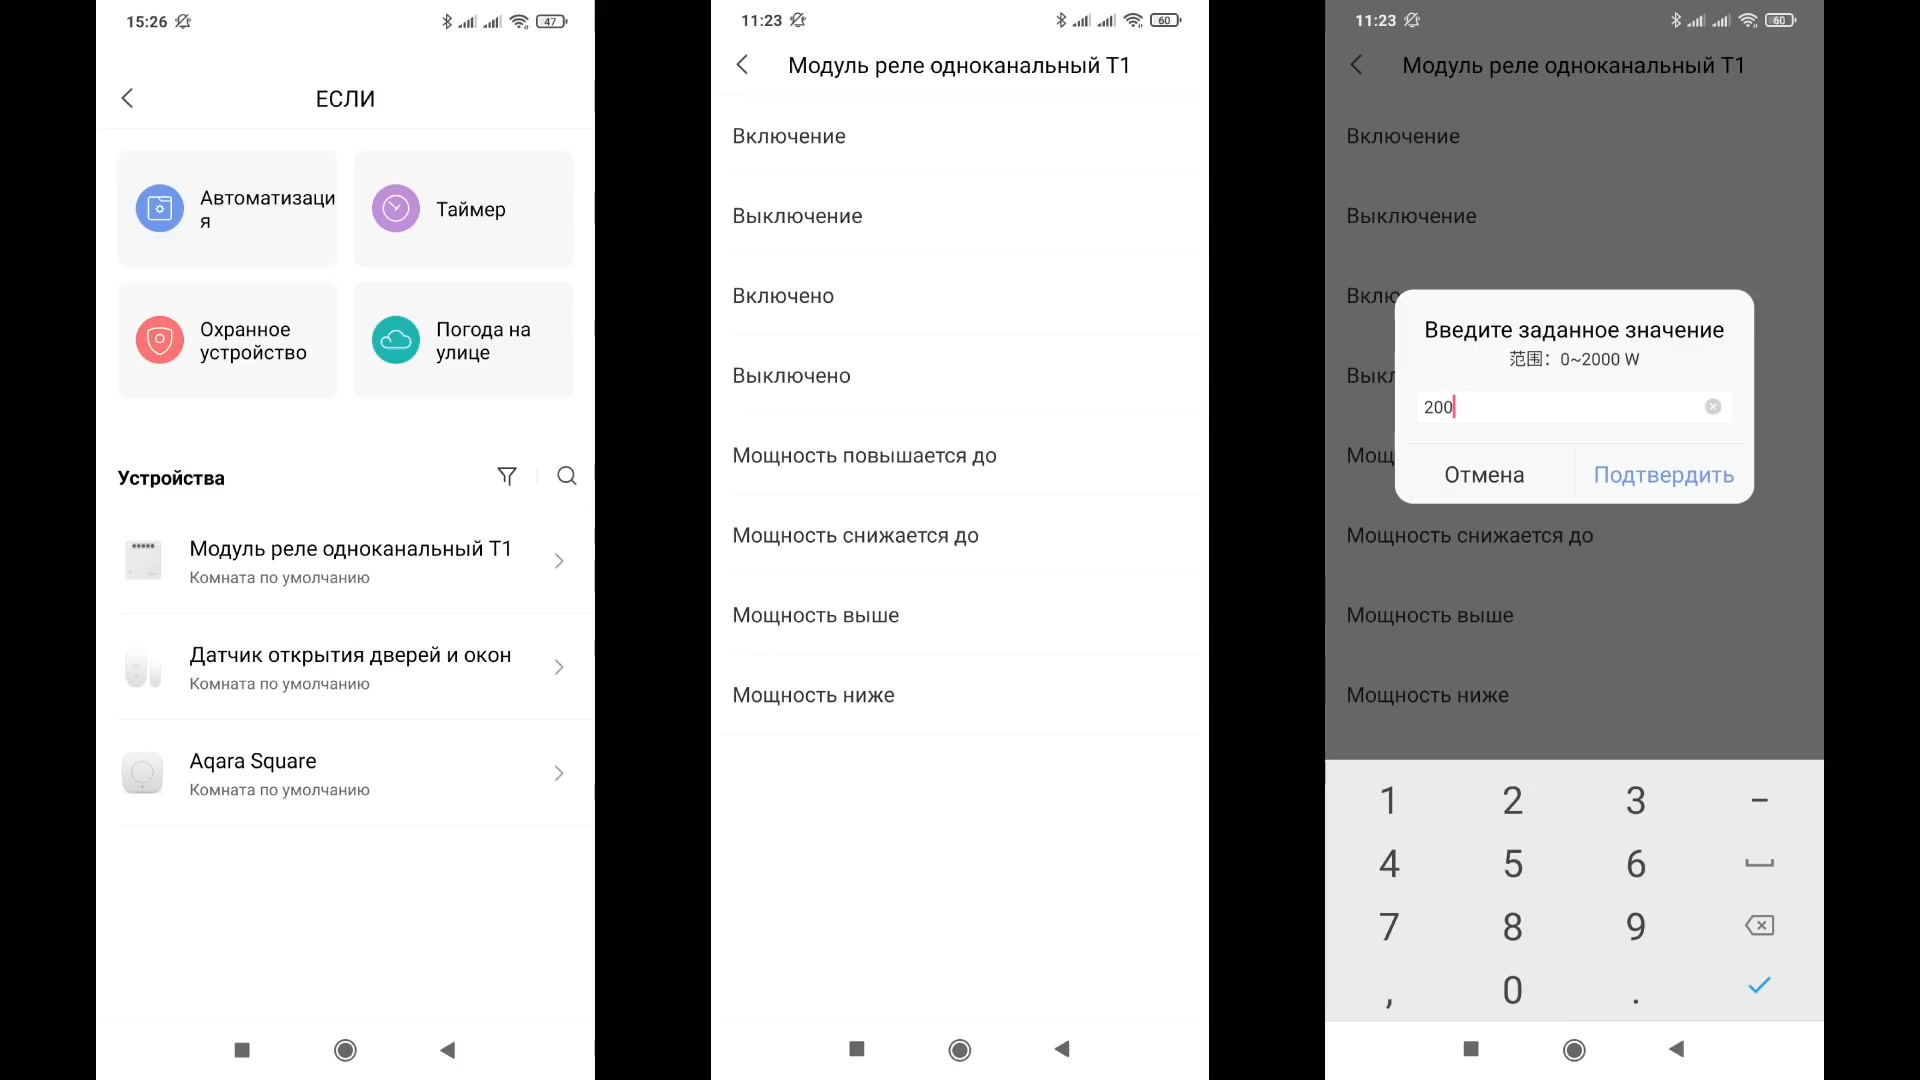 15:26
47
ЕСЛИ
Автоматизаци
я
Таймер
Охранное
устройство
Погода на
улице
Устройства
Модуль реле одноканальный T1
Комната по умолчанию
Датчик открытия дверей и окон
Комната по умолчанию
Aqara Square
Комната по умолчанию
11:23
60
Модуль реле одноканальный T1
Включение
Выключение
Включено
Выключено
Мощность повышается до
Мощность снижается до
Мощность выше
Мощность ниже
11:23
60
Модуль реле одноканальный T1
Включение
Выключение
Вклю
Выкл
Мощ
Мощность снижается до
Мощность выше
Мощность ниже
Введите заданное значение
范围：0~2000 W
200
Отмена
Подтвердить
1 2 3 –
4 5 6
7 8 9
, 0 .